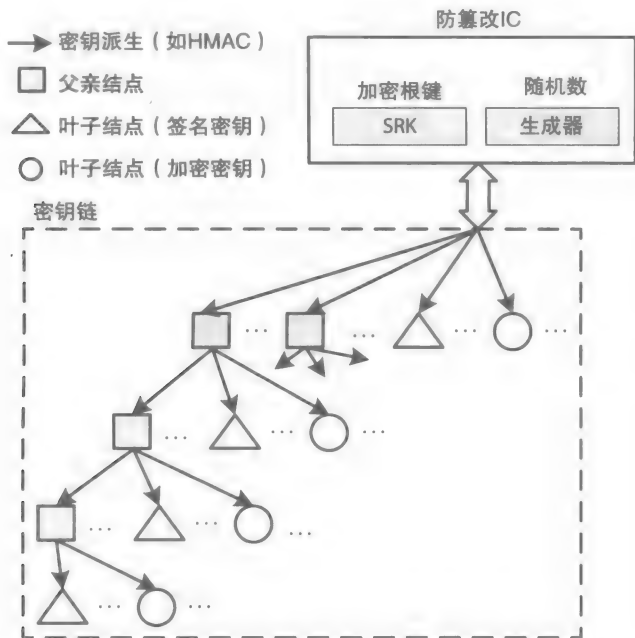 防篡改IC
密钥派生（如HMAC）
父亲结点
叶子结点（签名密钥）
叶子结点（加密密钥）
加密根键
SRK
随机数
生成器
密钥链
... ... ... ...
... ... ...
... ... ...
... ...